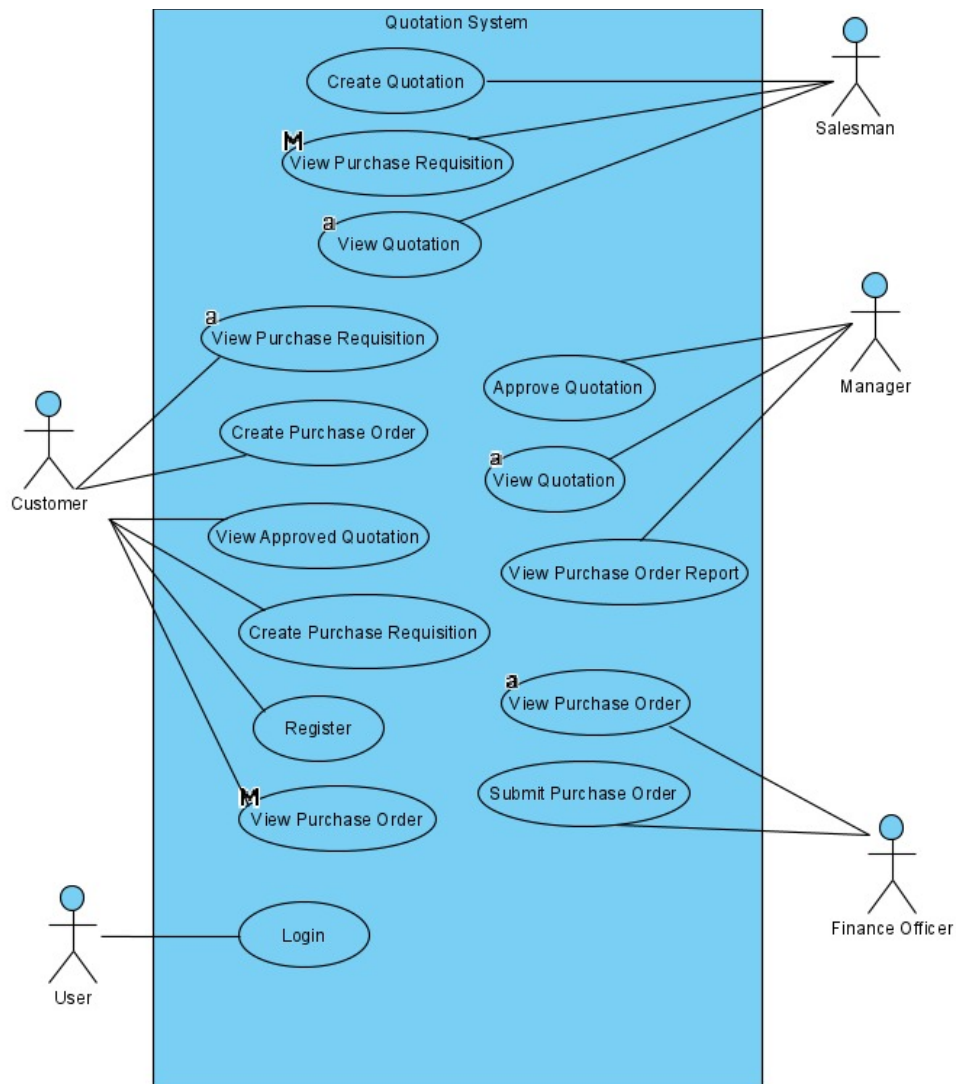 Quotation System
Create Quotation
Salesman
M
View Purchase Requisition
a
View Quotation
a
View Purchase Requisition
Approve Quotation
Manager
Create Purchase Order
Customer
a
View Quotation
View Approved Quotation
View Purchase Order Report
Create Purchase Requisition
a
View Purchase Order
Register
Submit Purchase Order
M
View Purchase Order
Finance Officer
Login
User